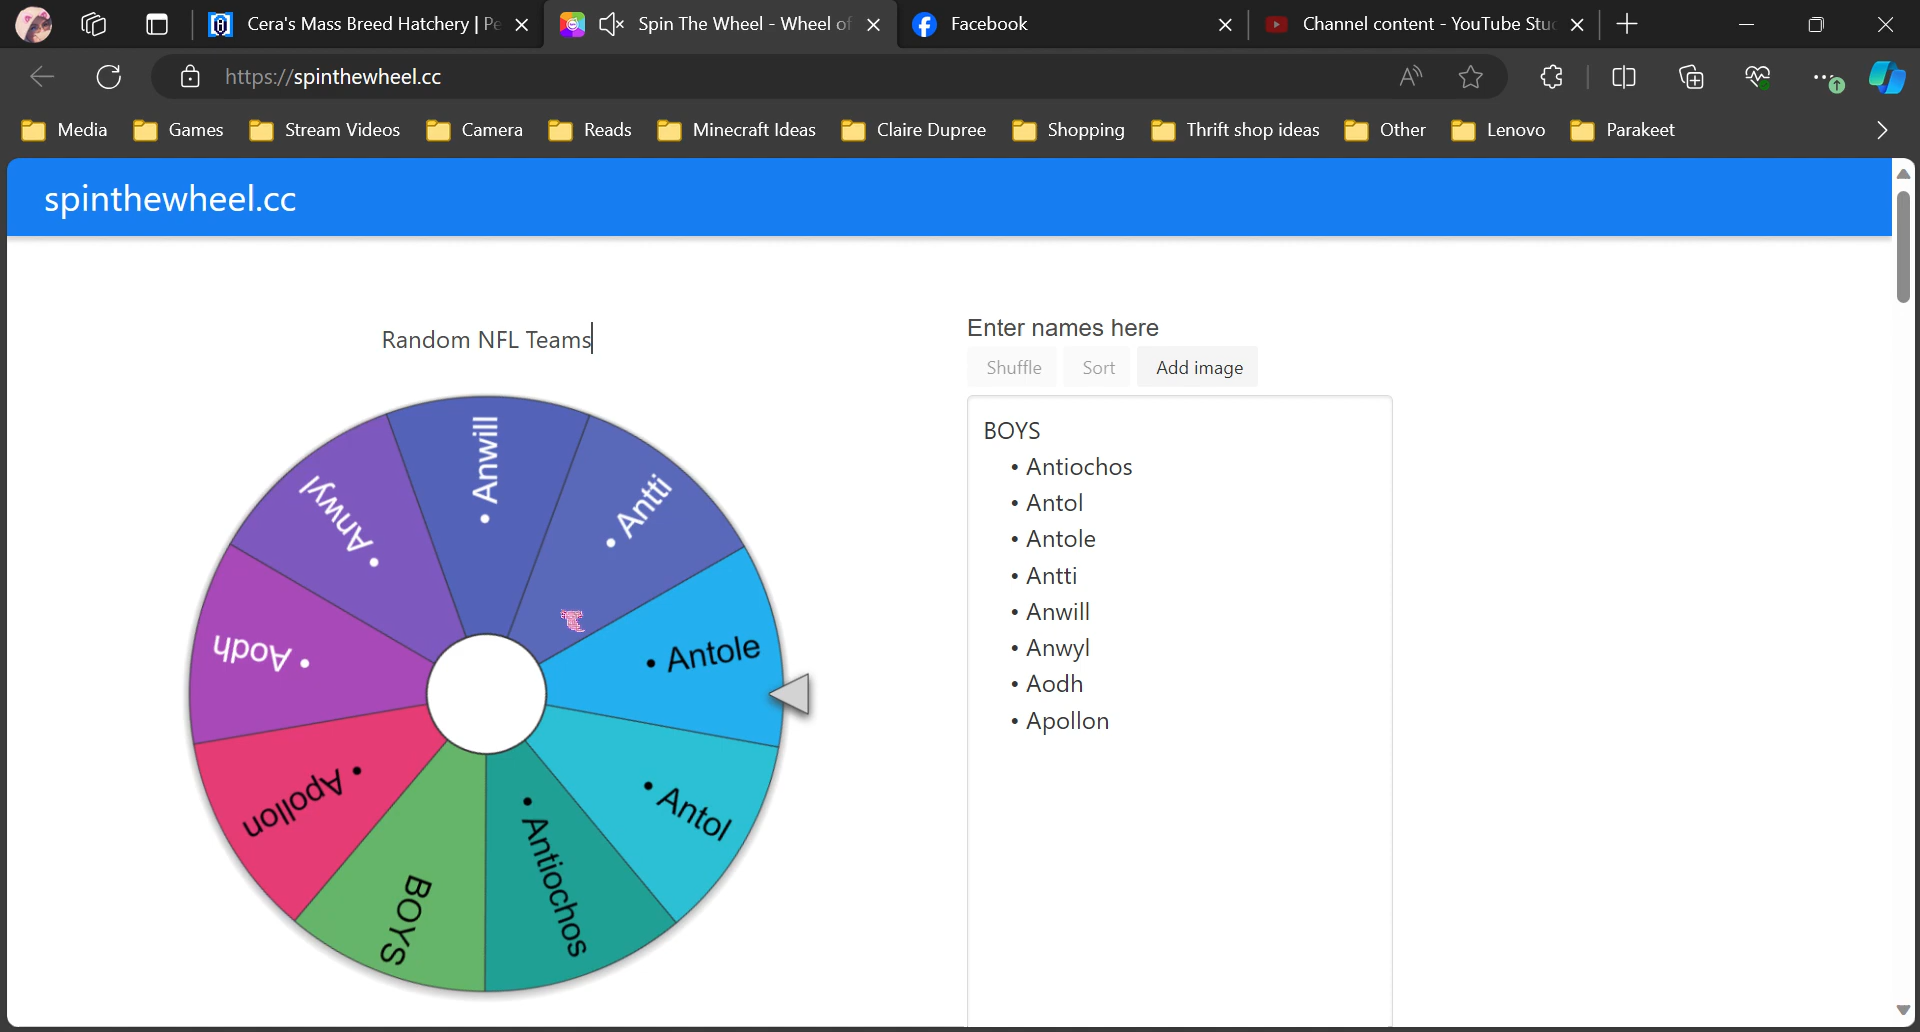 Cera's Mass Breed Hatchery | Pe
Spin The Wheel - Wheel of
Facebook
Channel content - YouTube Stud
https://spinthewheel.cc
Media
Games
Stream Videos
Camera
Reads
Minecraft Ideas
Claire Dupree
Shopping
Thrift shop ideas
Other
Lenovo
Parakeet
spinthewheel.cc
Random NFL Teams
• Anwill
• Antti
• Antole
• Antol
• Antiochos
BOYS
• Apollon
• Aodh
• Anwyl
Enter names here
Shuffle
Sort
Add image
BOYS
• Antiochos
• Antol
• Antole
• Antti
• Anwill
• Anwyl
• Aodh
• Apollon